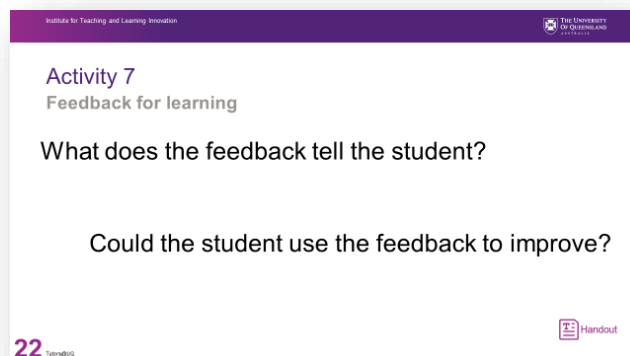 Institute for Teaching and Learning Innovation
THE UNIVERSITY
OF QUEENSLAND
AUSTRALIA
Activity 7
Feedback for learning
What does the feedback tell the student?
Could the student use the feedback to improve?
Handout
22 Tutors@UQ